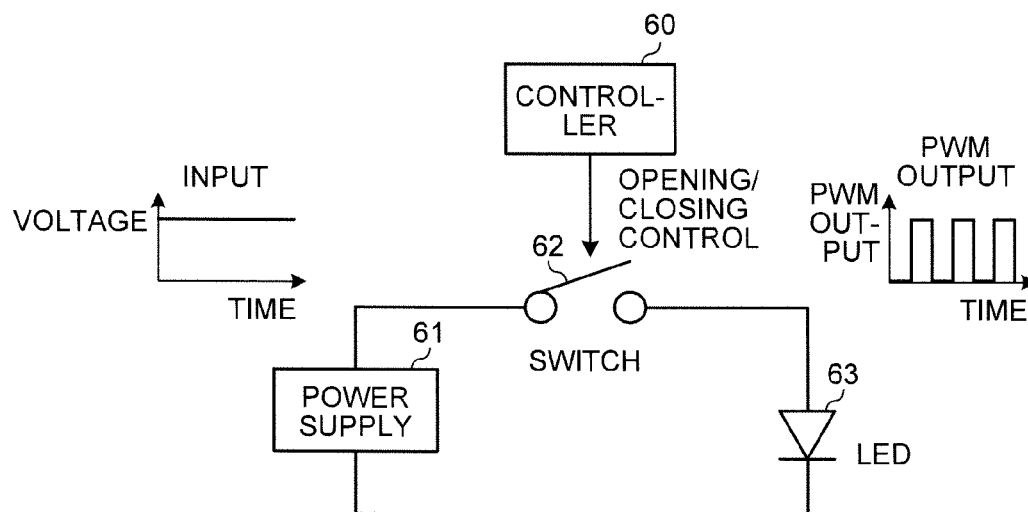 60
CONTROL-
LER
INPUT
VOLTAGE
TIME
OPENING/
CLOSING
CONTROL
62
SWITCH
PWM
OUTPUT
PWM
OUT-
PUT
TIME
61
POWER
SUPPLY
63
LED